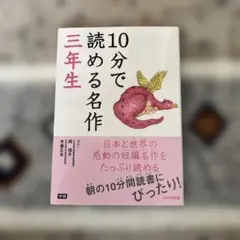 10分で
読める名作
三年生
日本と世界の
感動の短編名作を
たっぷり読める
朝の10分間読書に
ぴったり!
学研